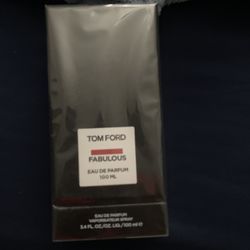 TOM FORD
FABULOUS
EAU DE PARFUM
100 ML
EAU DE PARFUM
VAPORISATEUR SPRAY
3.4 FL.OZ./OZ. LIQ./100 ml ℮